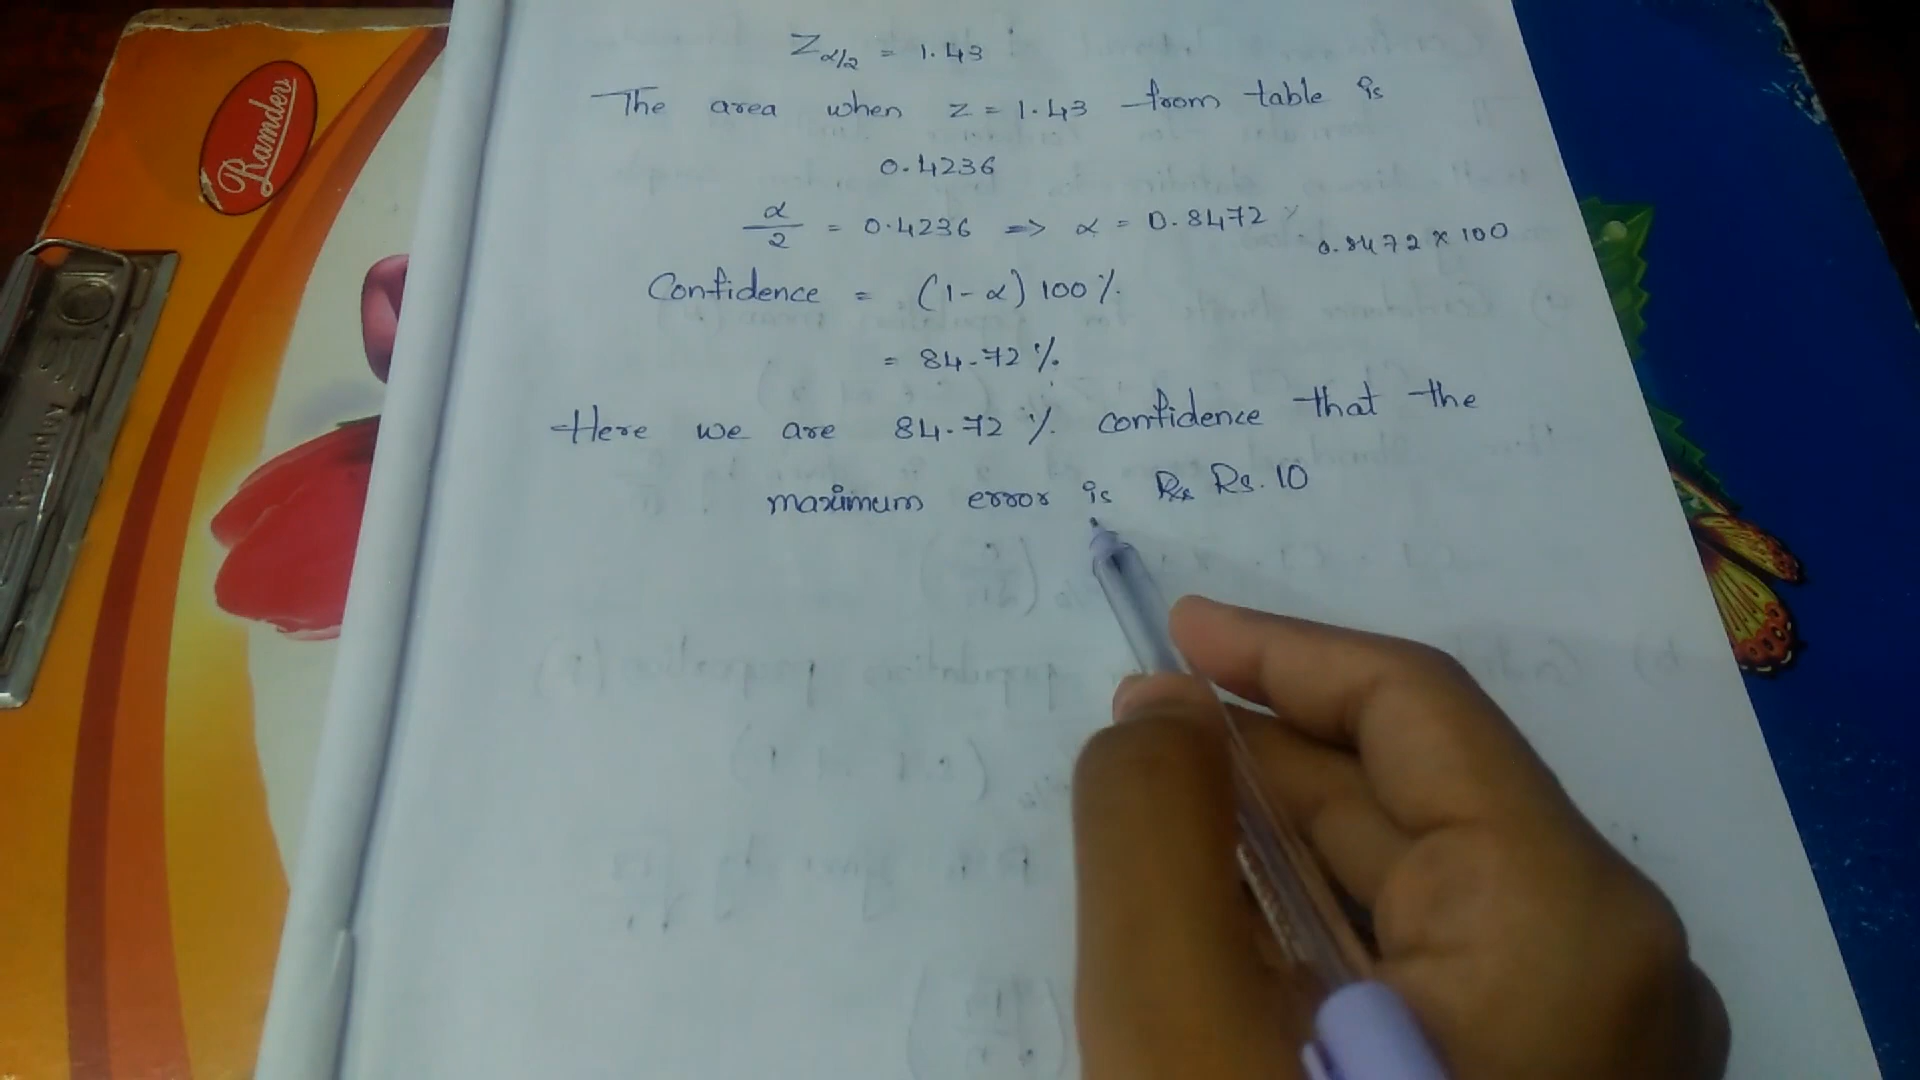 Z α/2 = 1.43
The area when z = 1.43 from table is
0.4236
α/2 = 0.4236 => α = 0.8472
0.8472 x 100
Confidence = (1-α) 100 %
= 84.72 %
Here we are 84.72 % confidence that the
maximum error is Rs. 10
Ramdev